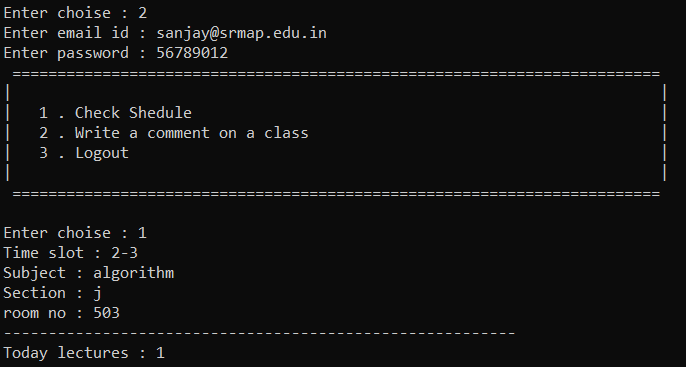 Enter choise : 2
Enter email id : sanjay@srmap.edu.in
Enter password : 56789012
========================================================================
|                                                                        |
|   1 . Check Shedule                                                    |
|   2 . Write a comment on a class                                       |
|   3 . Logout                                                           |
|                                                                        |
========================================================================
Enter choise : 1
Time slot : 2-3
Subject : algorithm
Section : j
room no : 503
---------------------------------------------------------
Today lectures : 1